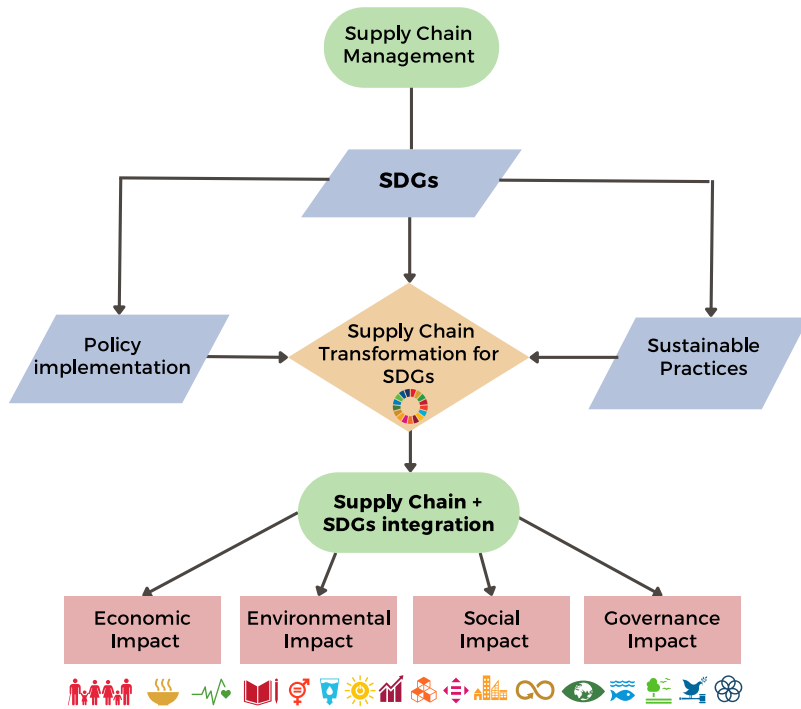 Supply Chain
Management
SDGs
Policy
implementation
Supply Chain
Transformation for
SDGs
Sustainable
Practices
Supply Chain +
SDGs integration
Economic
Impact
Environmental
Impact
Social
Impact
Governance
Impact